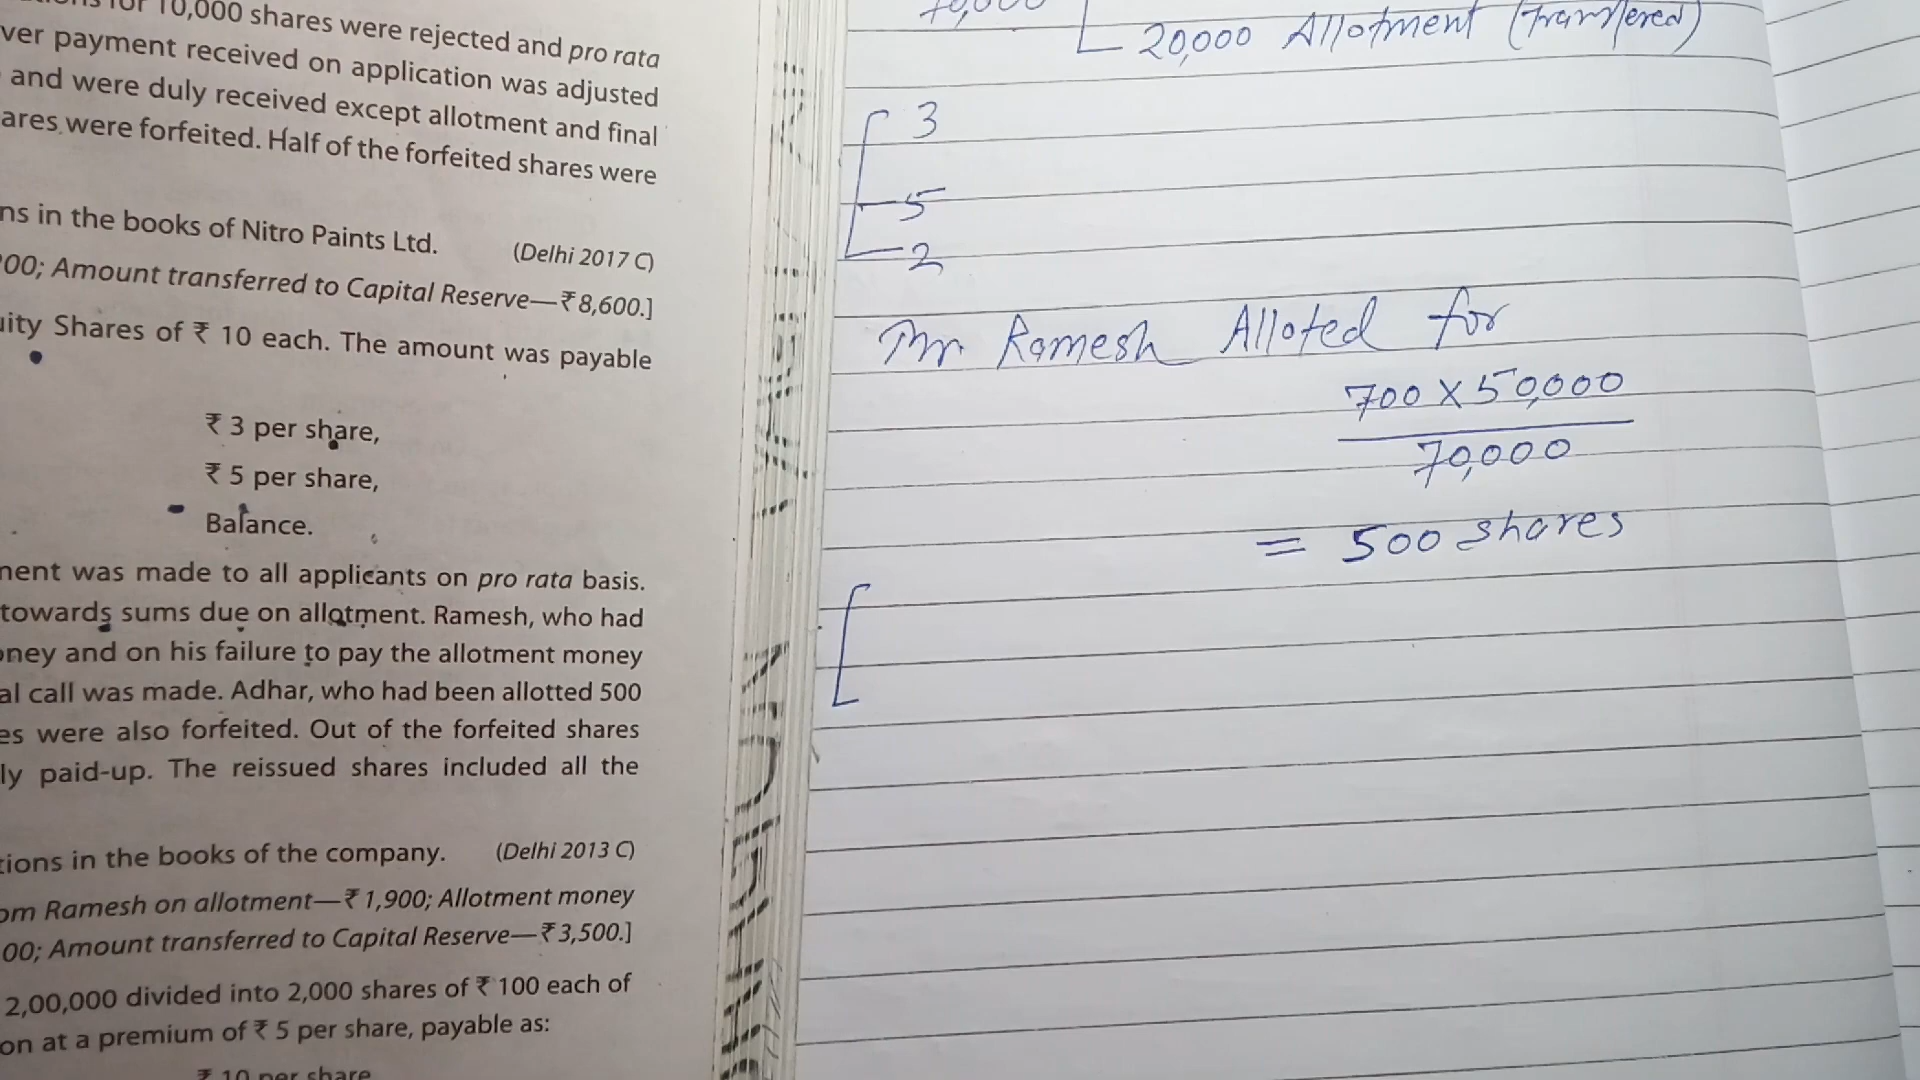 10,000 shares were rejected and pro rata
ver payment received on application was adjusted
and were duly received except allotment and final
ares were forfeited. Half of the forfeited shares were
ns in the books of Nitro Paints Ltd. (Delhi 2017 C)
00; Amount transferred to Capital Reserve—₹8,600.]
uity Shares of ₹ 10 each. The amount was payable
₹ 3 per share,
₹ 5 per share,
Balance.
nent was made to all applicants on pro rata basis.
towards sums due on allotment. Ramesh, who had
oney and on his failure to pay the allotment money
al call was made. Adhar, who had been allotted 500
es were also forfeited. Out of the forfeited shares
ly paid-up. The reissued shares included all the
tions in the books of the company. (Delhi 2013 C)
om Ramesh on allotment—₹1,900; Allotment money
00; Amount transferred to Capital Reserve—₹3,500.]
2,00,000 divided into 2,000 shares of ₹ 100 each of
on at a premium of ₹ 5 per share, payable as:
₹ 10 per share
20,000 Allotment (Transfered)
3
5
2
Mr Ramesh Alloted for
700 X 50,000
70,000
= 500 shares